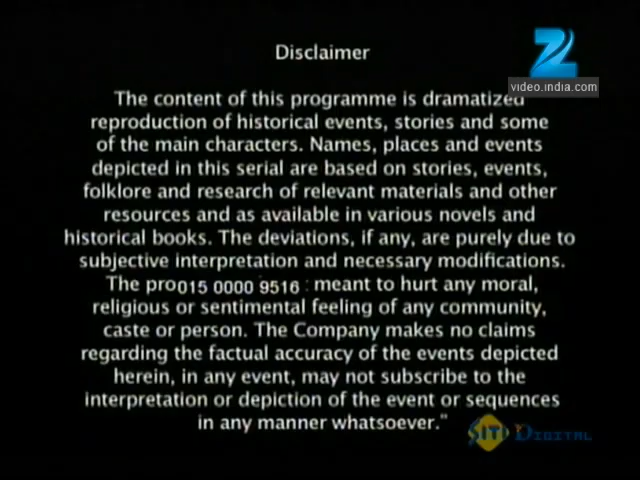 Disclaimer
video.india.com
The content of this programme is dramatized
reproduction of historical events, stories and some
of the main characters. Names, places and events
depicted in this serial are based on stories, events,
folklore and research of relevant materials and other
resources and as available in various novels and
historical books. The deviations, if any, are purely due to
subjective interpretation and necessary modifications.
The pro015 0000 9516 meant to hurt any moral,
religious or sentimental feeling of any community,
caste or person. The Company makes no claims
regarding the factual accuracy of the events depicted
herein, in any event, may not subscribe to the
interpretation or depiction of the event or sequences
in any manner whatsoever."
SITI DIGITAL